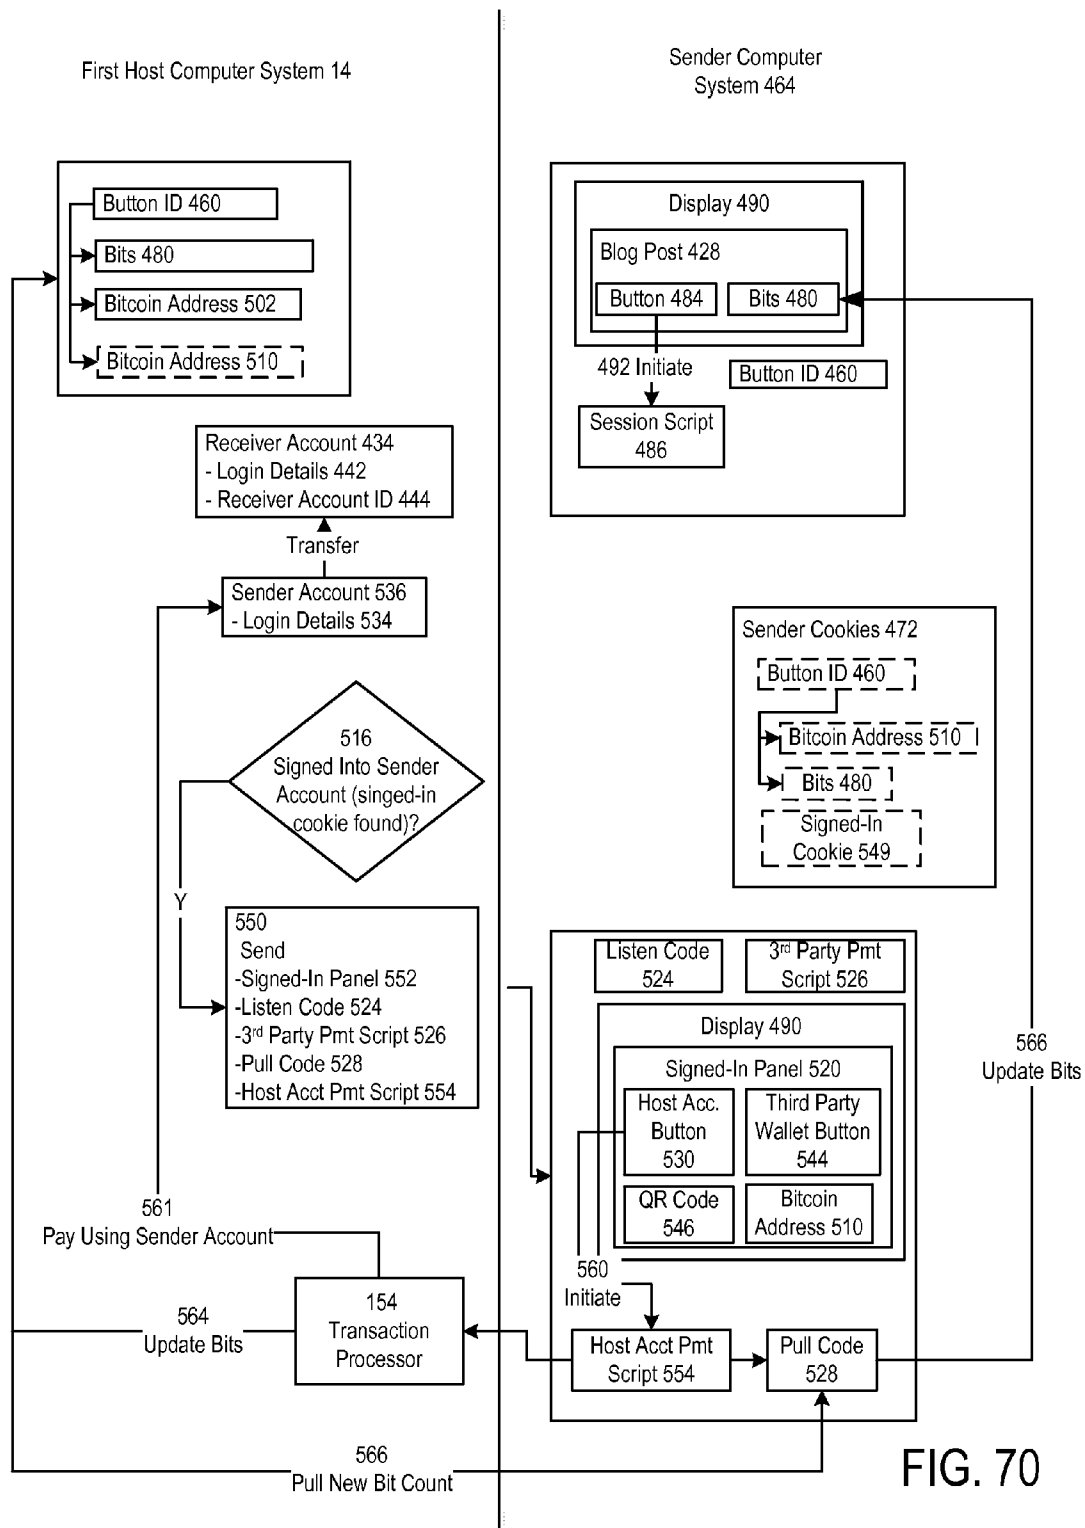 First Host Computer System 14
Sender Computer
System 464
Button ID 460
Bits 480
Bitcoin Address 502
Bitcoin Address 510
Display 490
Blog Post 428
Button 484
Bits 480
492 Initiate
Button ID 460
Session Script
486
Receiver Account 434
- Login Details 442
- Receiver Account ID 444
Transfer
Sender Account 536
- Login Details 534
Sender Cookies 472
Button ID 460
Bitcoin Address 510
Bits 480
Signed-In
Cookie 549
516
Signed Into Sender
Account (singed-in
cookie found)?
Y
550
Send
-Signed-In Panel 552
-Listen Code 524
-3rd Party Pmt Script 526
-Pull Code 528
-Host Acct Pmt Script 554
Listen Code
524
3rd Party Pmt
Script 526
Display 490
Signed-In Panel 520
Host Acc.
Button
530
Third Party
Wallet Button
544
QR Code
546
Bitcoin
Address 510
560
Initiate
566
Update Bits
561
Pay Using Sender Account
564
Update Bits
154
Transaction
Processor
Host Acct Pmt
Script 554
Pull Code
528
566
Pull New Bit Count
FIG. 70